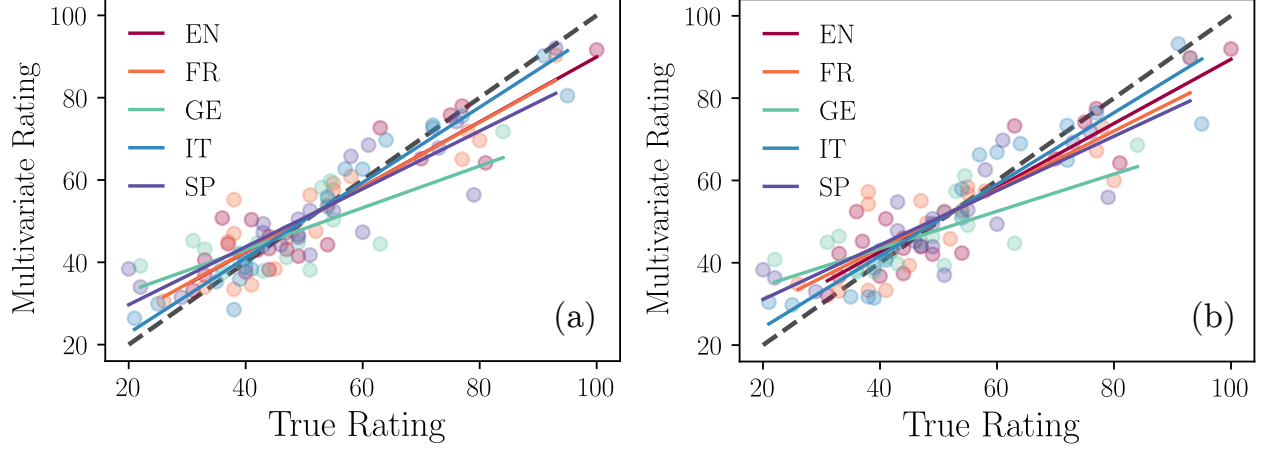 100
80
60
40
20
Multivariate Rating
EN
FR
GE
IT
SP
(a)
20 40 60 80 100
True Rating
100
80
60
40
20
Multivariate Rating
EN
FR
GE
IT
SP
(b)
20 40 60 80 100
True Rating